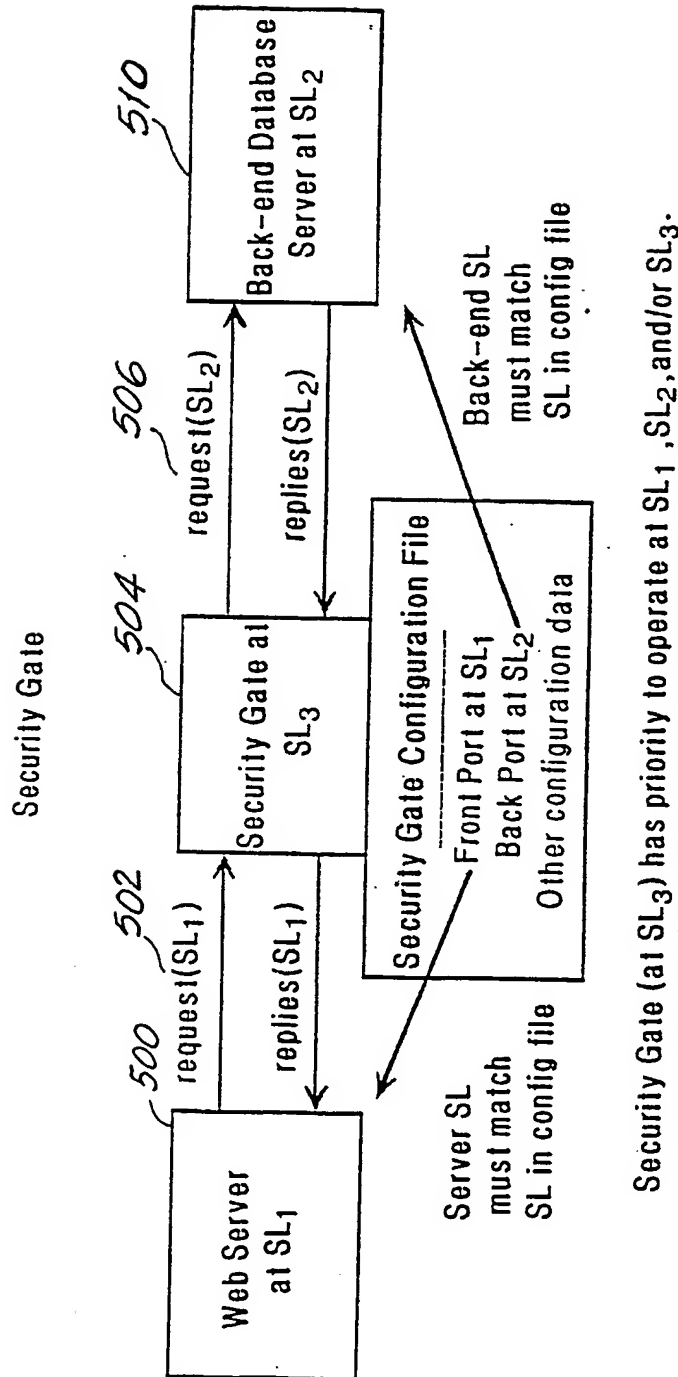 Security Gate
500
Web Server
at SL1
502
request(SL1)
replies(SL1)
504
Security Gate at
SL3
506
request(SL2)
replies(SL2)
510
Back-end Database
Server at SL2
Security Gate Configuration File
Front Port at SL1
Back Port at SL2
Other configuration data
Server SL
must match
SL in config file
Back-end SL
must match
SL in config file
Security Gate (at SL3) has priority to operate at SL1, SL2, and/or SL3.